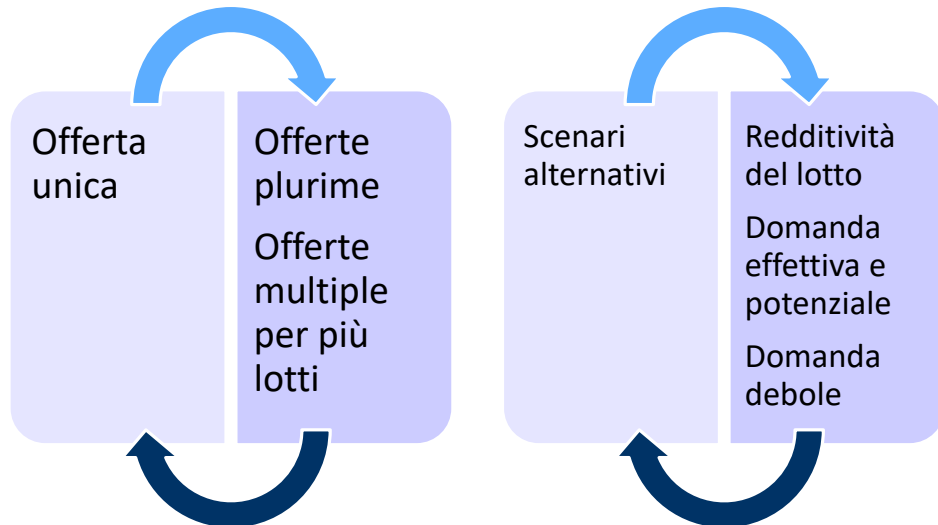 Offerta
unica
Offerte
plurime
Offerte
multiple
per più
lotti
Scenari
alternativi
Redditività
del lotto
Domanda
effettiva e
potenziale
Domanda
debole